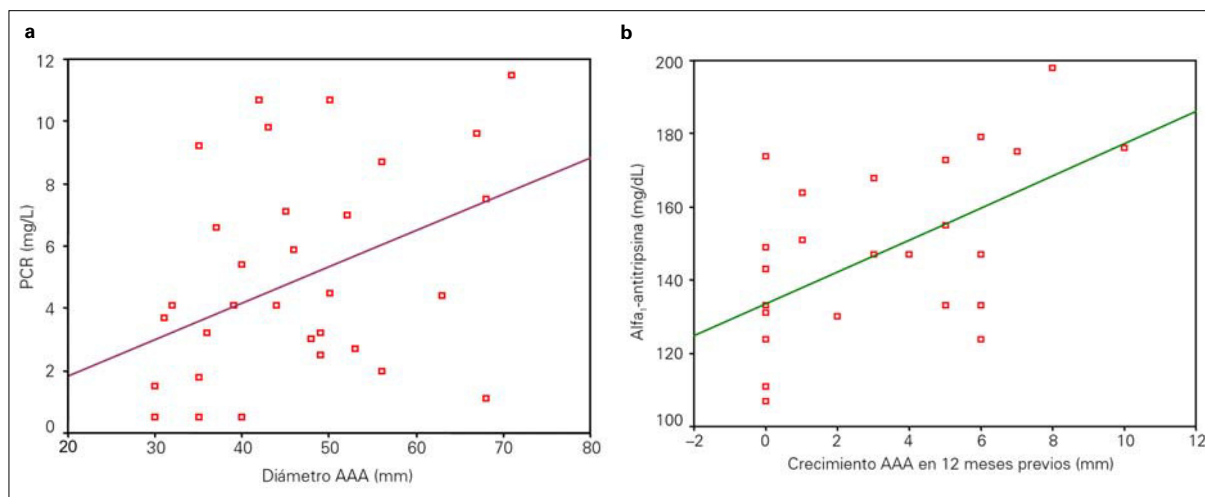 a
12
10
8
6
4
2
0
PCR (mg/L)
20 30 40 50 60 70 80
Diámetro AAA (mm)
b
200
180
160
140
120
100
Alfa₁-antitripsina (mg/dL)
–2 0 2 4 6 8 10 12
Crecimiento AAA en 12 meses previos (mm)